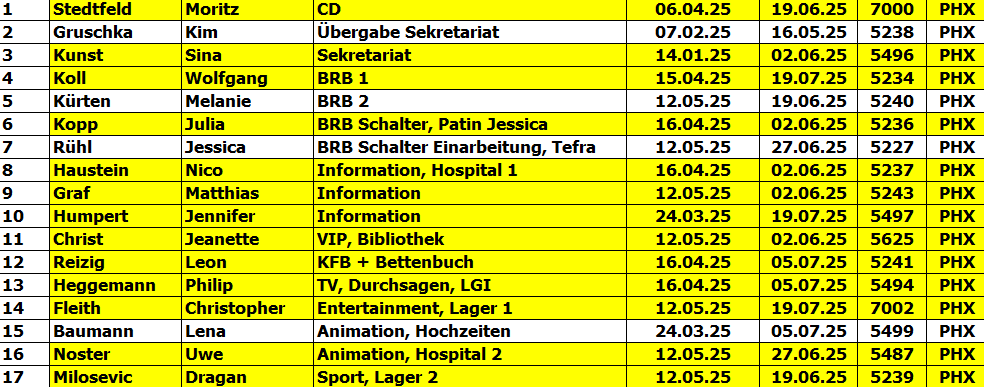 1 Stedtfeld Moritz CD 06.04.25 19.06.25 7000 PHX
2 Gruschka Kim Übergabe Sekretariat 07.02.25 16.05.25 5238 PHX
3 Kunst Sina Sekretariat 14.01.25 02.06.25 5496 PHX
4 Koll Wolfgang BRB 1 15.04.25 19.07.25 5234 PHX
5 Kürten Melanie BRB 2 12.05.25 19.06.25 5240 PHX
6 Kopp Julia BRB Schalter, Patin Jessica 16.04.25 02.06.25 5236 PHX
7 Rühl Jessica BRB Schalter Einarbeitung, Tefra 12.05.25 27.06.25 5227 PHX
8 Haustein Nico Information, Hospital 1 16.04.25 02.06.25 5237 PHX
9 Graf Matthias Information 12.05.25 02.06.25 5243 PHX
10 Humpert Jennifer Information 24.03.25 19.07.25 5497 PHX
11 Christ Jeanette VIP, Bibliothek 12.05.25 02.06.25 5625 PHX
12 Reizig Leon KFB + Bettenbuch 16.04.25 02.06.25 5241 PHX
13 Heggemann Philip TV, Durchsagen, LGI 16.04.25 05.07.25 5494 PHX
14 Fleith Christopher Entertainment, Lager 1 12.05.25 19.07.25 7002 PHX
15 Baumann Lena Animation, Hochzeiten 24.03.25 05.07.25 5499 PHX
16 Noster Uwe Animation, Hospital 2 12.05.25 27.06.25 5487 PHX
17 Milosevic Dragan Sport, Lager 2 12.05.25 19.06.25 5239 PHX